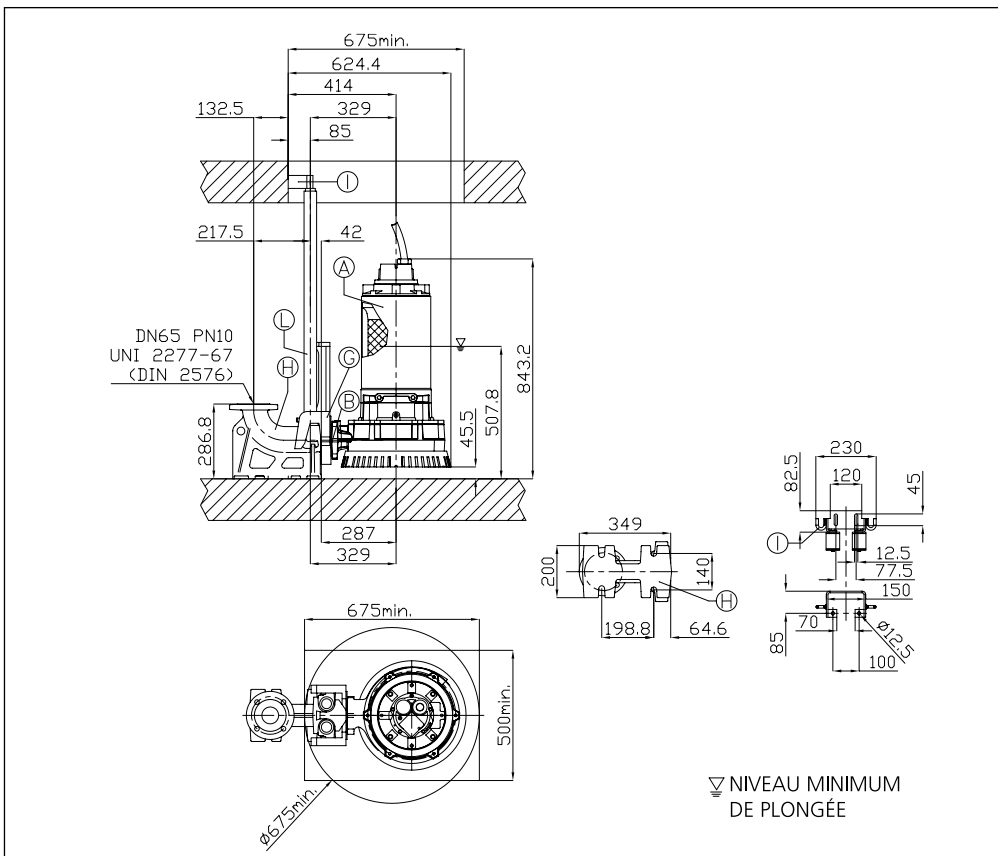 675min.
624.4
414
132.5
329
85
I
217.5
42
A
L
DN65 PN10
UNI 2277-67
(DIN 2576)
H
G
B
286.8
45.5
507.8
843.2
287
329
349
200
140
H
198.8
64.6
230
82.5
120
45
I
12.5
77.5
150
85
70
Ø12.5
100
675min.
500min.
Ø675min.
NIVEAU MINIMUM
DE PLONGÉE